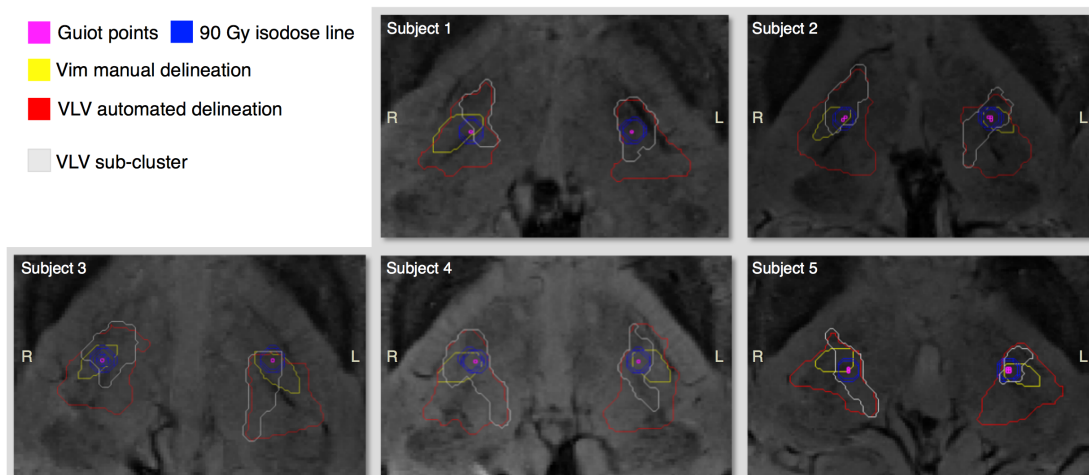 Guiot points
90 Gy isodose line
Vim manual delineation
VLV automated delineation
VLV sub-cluster
Subject 1
R
L
Subject 2
R
L
Subject 3
R
L
Subject 4
R
L
Subject 5
R
L